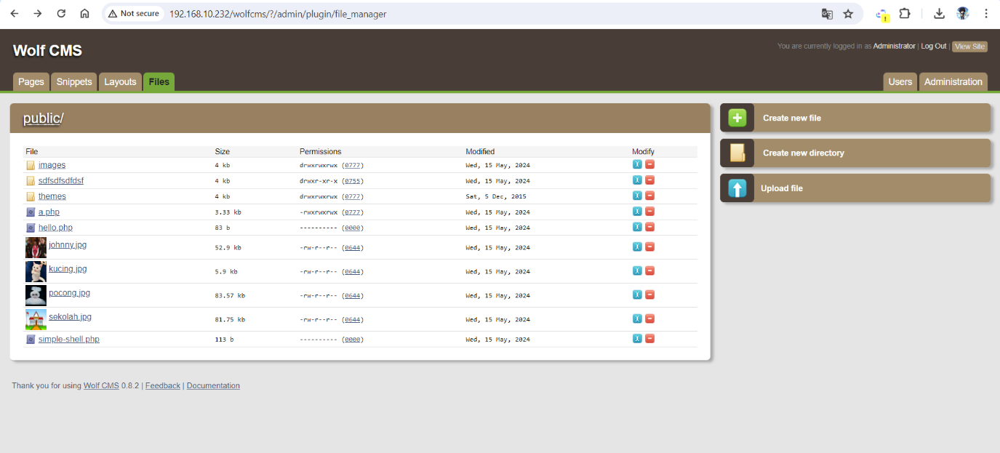 Not secure 192.168.10.232/wolfcms/?/admin/plugin/file_manager
Wolf CMS
You are currently logged in as Administrator | Log Out | View Site
Pages Snippets Layouts Files Users Administration
public/
File Size Permissions Modified Modify
images 4 kb drwxrwxrwx (0777) Wed, 15 May, 2024
sdfsdfsdfdsf 4 kb drwxr-xr-x (0755) Wed, 15 May, 2024
themes 4 kb drwxrwxrwx (0777) Sat, 5 Dec, 2015
a.php 3.33 kb -rwxrwxrwx (0777) Wed, 15 May, 2024
hello.php 83 b ---------- (0000) Wed, 15 May, 2024
johnny.jpg 52.9 kb -rw-r--r-- (0644) Wed, 15 May, 2024
kucing.jpg 5.9 kb -rw-r--r-- (0644) Wed, 15 May, 2024
pocong.jpg 83.57 kb -rw-r--r-- (0644) Wed, 15 May, 2024
sekolah.jpg 81.75 kb -rw-r--r-- (0644) Wed, 15 May, 2024
simple-shell.php 113 b ---------- (0000) Wed, 15 May, 2024
Create new file
Create new directory
Upload file
Thank you for using Wolf CMS 0.8.2 | Feedback | Documentation